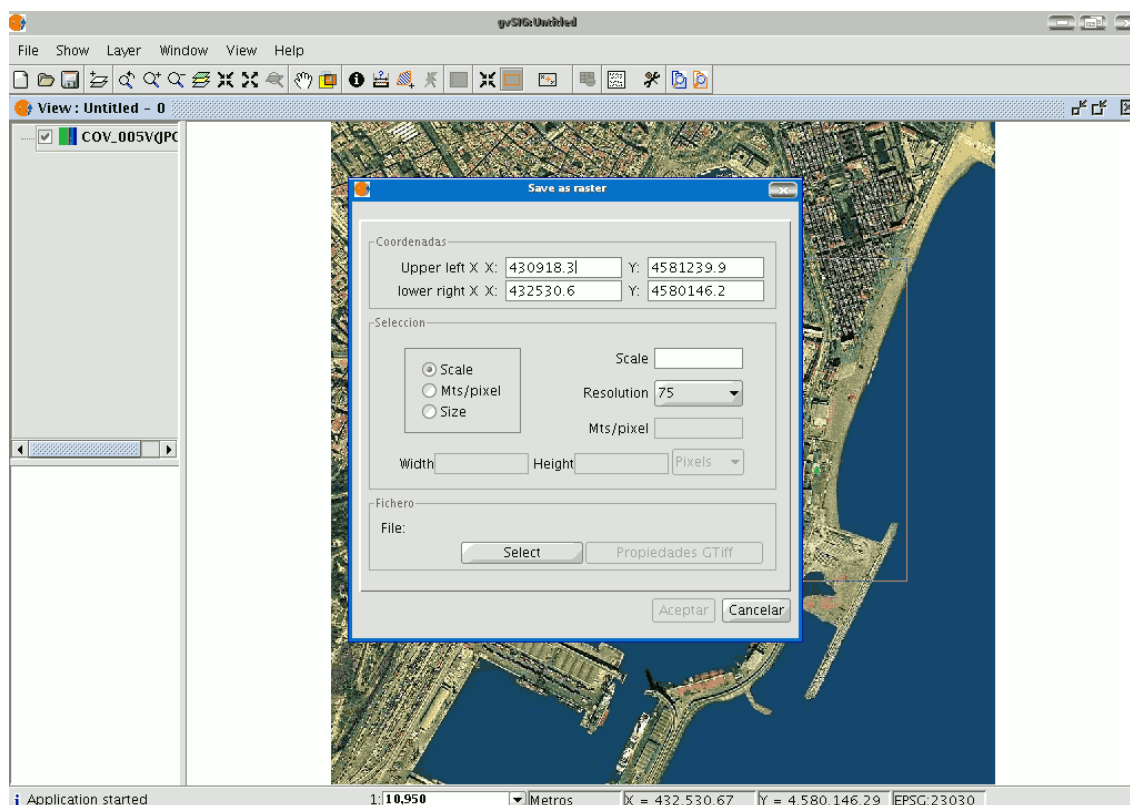 gvSIG:Untitled
File Show Layer Window View Help
View : Untitled - 0
COV_005V(JPG
Save as raster
Coordenadas
Upper left X X: 430918.3 Y: 4581239.9
lower right X X: 432530.6 Y: 4580146.2
Seleccion
Scale
Mts/pixel
Size
Scale
Resolution 75
Mts/pixel
Width Height Pixels
Fichero
File:
Select Propiedades GTiff
Aceptar Cancelar
Application started 1: 10,950 Metros X = 432.530,67 Y = 4.580.146,29 EPSG:23030